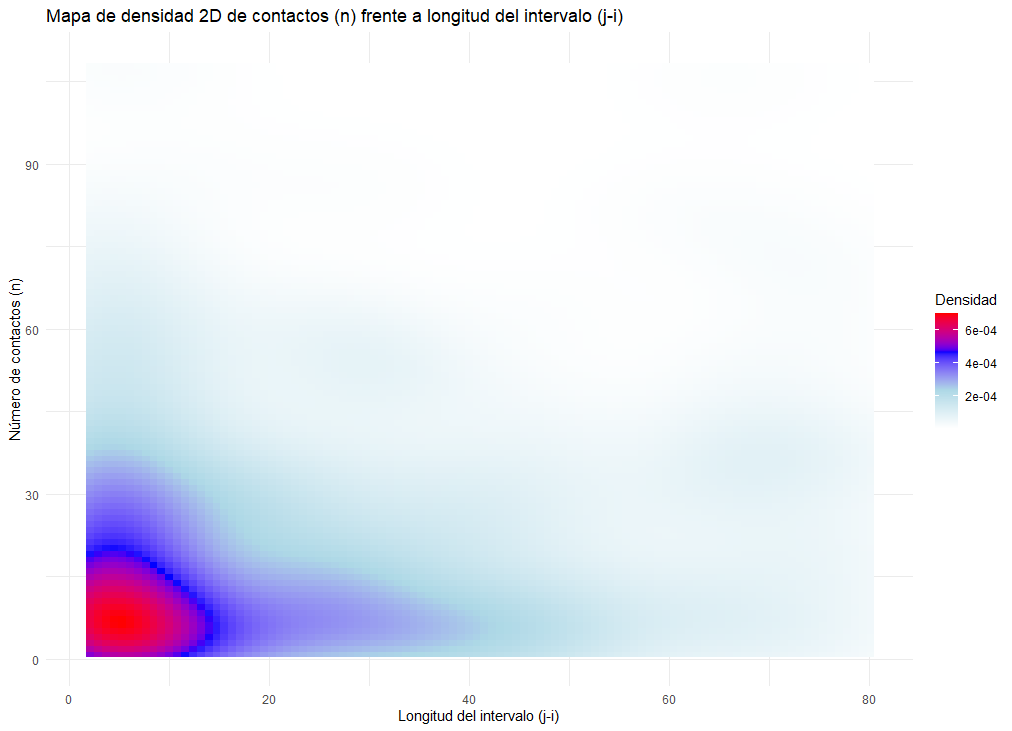 Mapa de densidad 2D de contactos (n) frente a longitud del intervalo (j-i)
Número de contactos (n)
90
60
30
0
0 20 40 60 80
Longitud del intervalo (j-i)
Densidad
6e-04
4e-04
2e-04